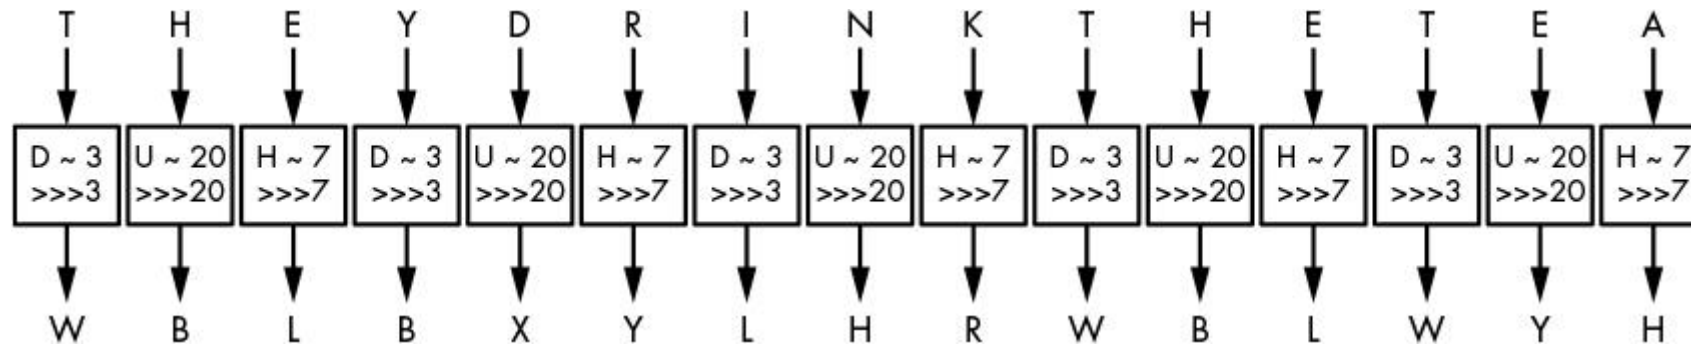 T H E Y D R I N K T H E T E A
D ~ 3 U ~ 20 H ~ 7 D ~ 3 U ~ 20 H ~ 7 D ~ 3 U ~ 20 H ~ 7 D ~ 3 U ~ 20 H ~ 7 D ~ 3 U ~ 20 H ~ 7
>>>3 >>>20 >>>7 >>>3 >>>20 >>>7 >>>3 >>>20 >>>7 >>>3 >>>20 >>>7 >>>3 >>>20 >>>7
W B L B X Y L H R W B L W Y H